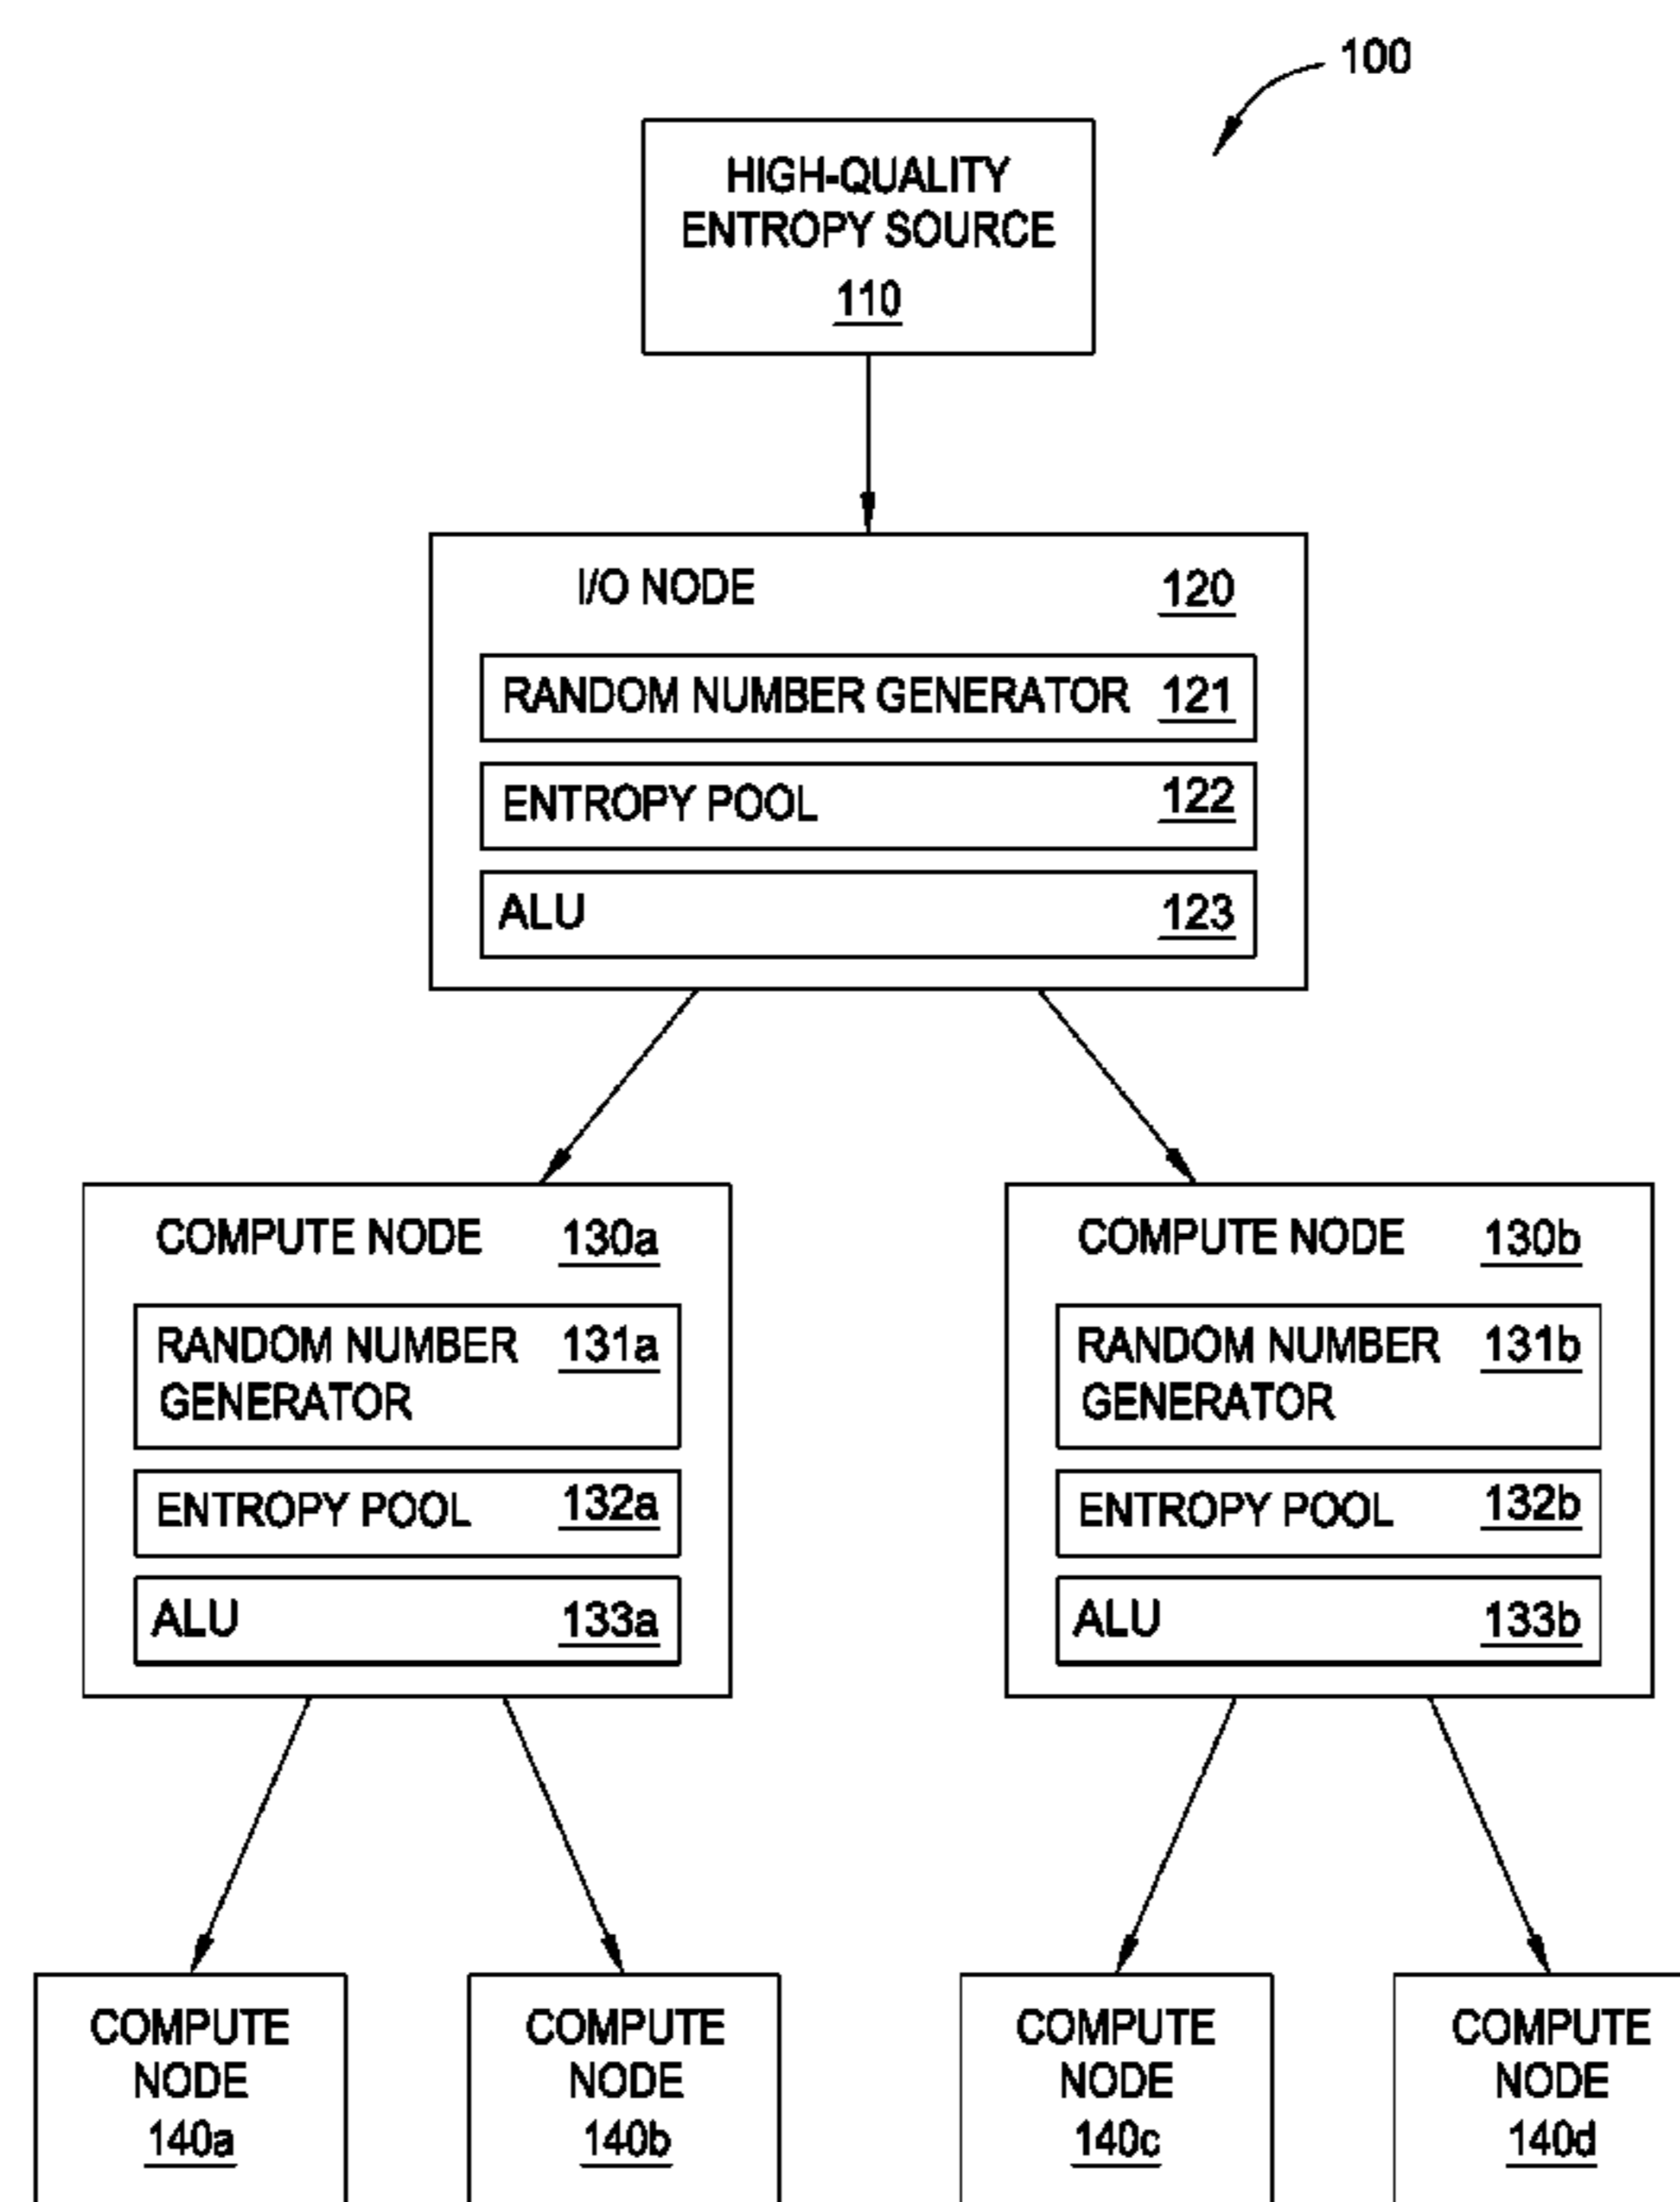 100
HIGH-QUALITY
ENTROPY SOURCE
110
I/O NODE 120
RANDOM NUMBER GENERATOR 121
ENTROPY POOL 122
ALU 123
COMPUTE NODE 130a
RANDOM NUMBER 131a
GENERATOR
ENTROPY POOL 132a
ALU 133a
COMPUTE NODE 130b
RANDOM NUMBER 131b
GENERATOR
ENTROPY POOL 132b
ALU 133b
COMPUTE
NODE
140a
COMPUTE
NODE
140b
COMPUTE
NODE
140c
COMPUTE
NODE
140d